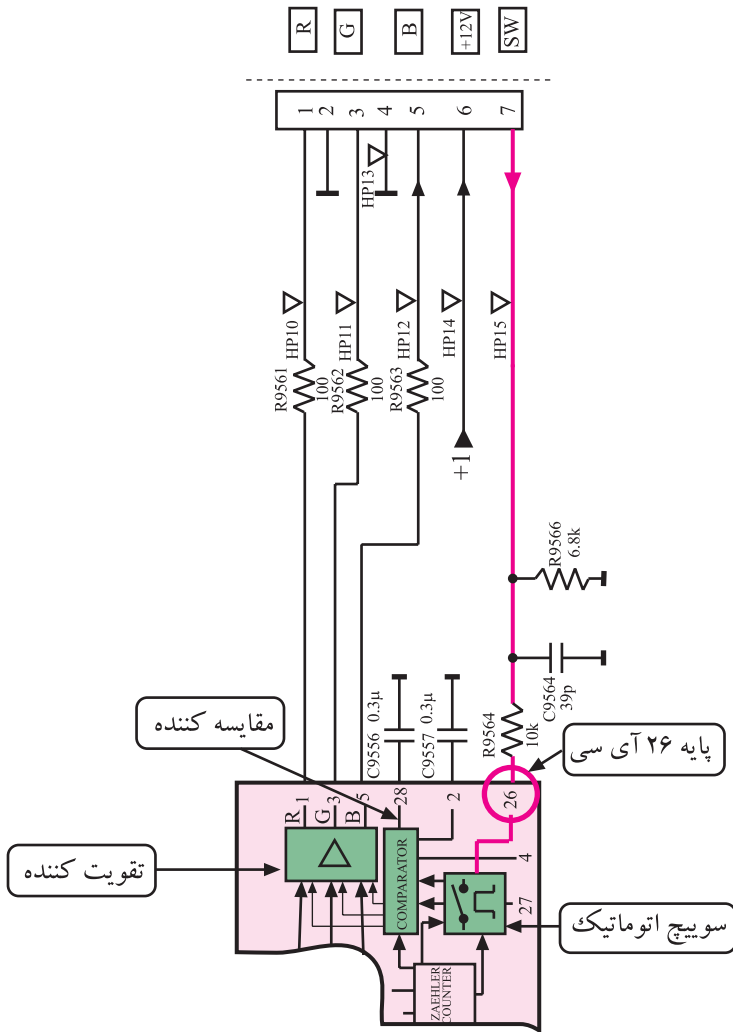 R
G
B
+12V
SW
1
2
3
4
5
6
7
HP13
HP10
HP11
HP12
HP14
HP15
R9561
100
R9562
100
R9563
100
+1
R9566
6.8k
C9564
39p
R9564
10k
C9556 0.3µ
C9557 0.3µ
مقایسه کننده
پایه ۲۶ آی سی
R
G
B
1
3
5
28
2
26
4
27
COMPARATOR
ZAEHLER
COUNTER
تقویت کننده
سوییچ اتوماتیک